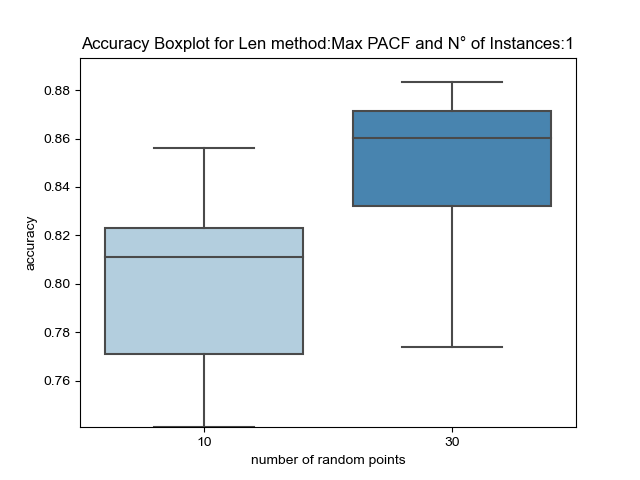 Accuracy Boxplot for Len method:Max PACF and N° of Instances:1
0.88
0.86
0.84
0.82
0.80
0.78
0.76
accuracy
10 30
number of random points